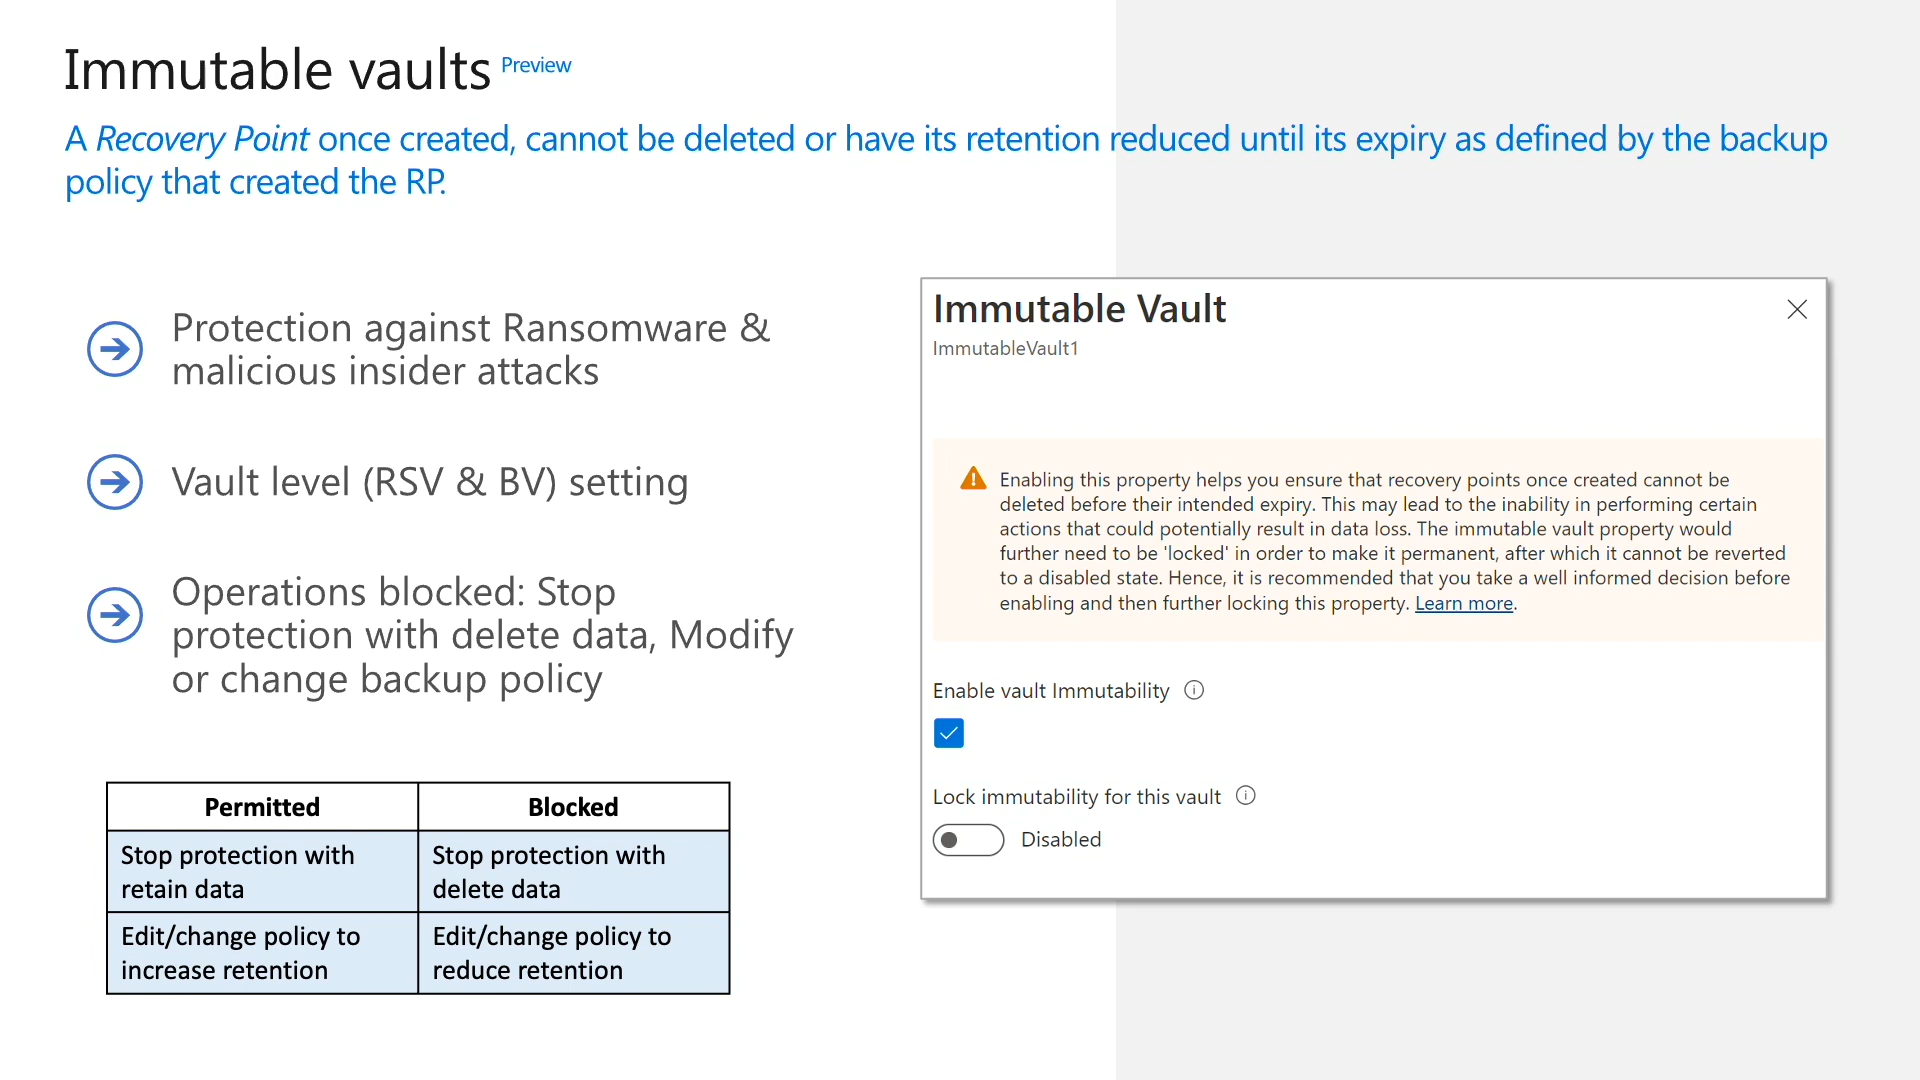 Immutable vaults Preview
A Recovery Point once created, cannot be deleted or have its retention reduced until its expiry as defined by the backup
policy that created the RP.
Protection against Ransomware &
malicious insider attacks
Vault level (RSV & BV) setting
Operations blocked: Stop
protection with delete data, Modify
or change backup policy
Permitted Blocked
Stop protection with
retain data
Stop protection with
delete data
Edit/change policy to
increase retention
Edit/change policy to
reduce retention
Immutable Vault
ImmutableVault1
Enabling this property helps you ensure that recovery points once created cannot be
deleted before their intended expiry. This may lead to the inability in performing certain
actions that could potentially result in data loss. The immutable vault property would
further need to be 'locked' in order to make it permanent, after which it cannot be reverted
to a disabled state. Hence, it is recommended that you take a well informed decision before
enabling and then further locking this property. Learn more.
Enable vault Immutability
Lock immutability for this vault
Disabled